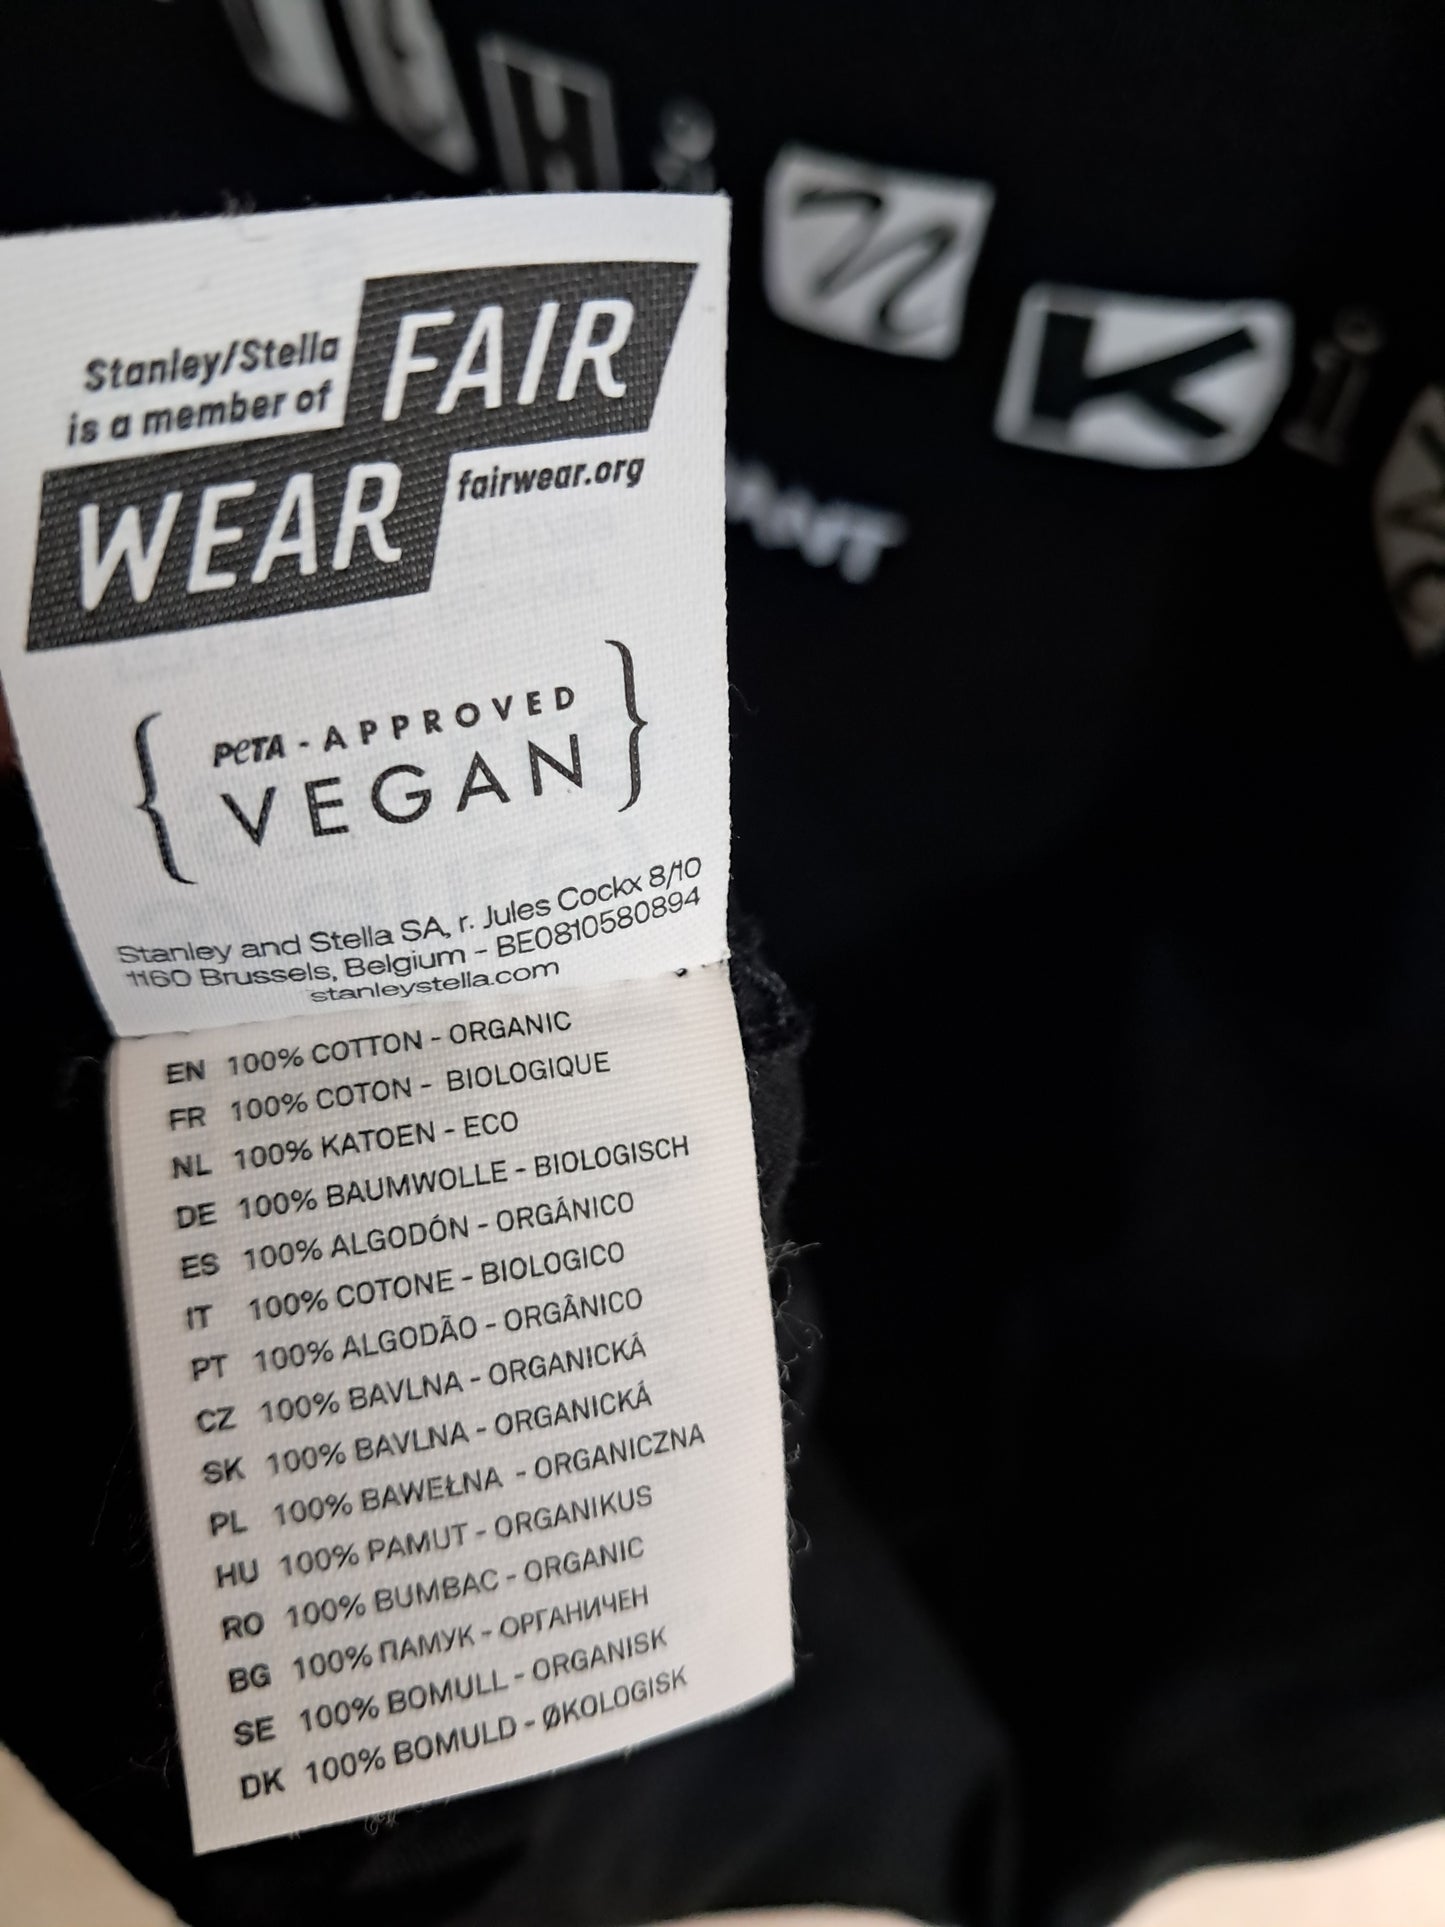 HiNKiN
ANT
Stanley/Stella
is a member of
FAIR
WEAR
fairwear.org
{ PETA - APPROVED
VEGAN }
Stanley and Stella SA, r. Jules Cockx 8/10
1160 Brussels, Belgium - BE0810580894
stanleystella.com
EN 100% COTTON - ORGANIC
FR 100% COTON - BIOLOGIQUE
NL 100% KATOEN - ECO
DE 100% BAUMWOLLE - BIOLOGISCH
ES 100% ALGODÓN - ORGÁNICO
IT 100% COTONE - BIOLOGICO
PT 100% ALGODÃO - ORGÂNICO
CZ 100% BAVLNA - ORGANICKÁ
SK 100% BAVLNA - ORGANICKÁ
PL 100% BAWEŁNA - ORGANICZNA
HU 100% PAMUT - ORGANIKUS
RO 100% BUMBAC - ORGANIC
BG 100% ПАМУК - ОРГАНИЧЕН
SE 100% BOMULL - ORGANISK
DK 100% BOMULD - ØKOLOGISK